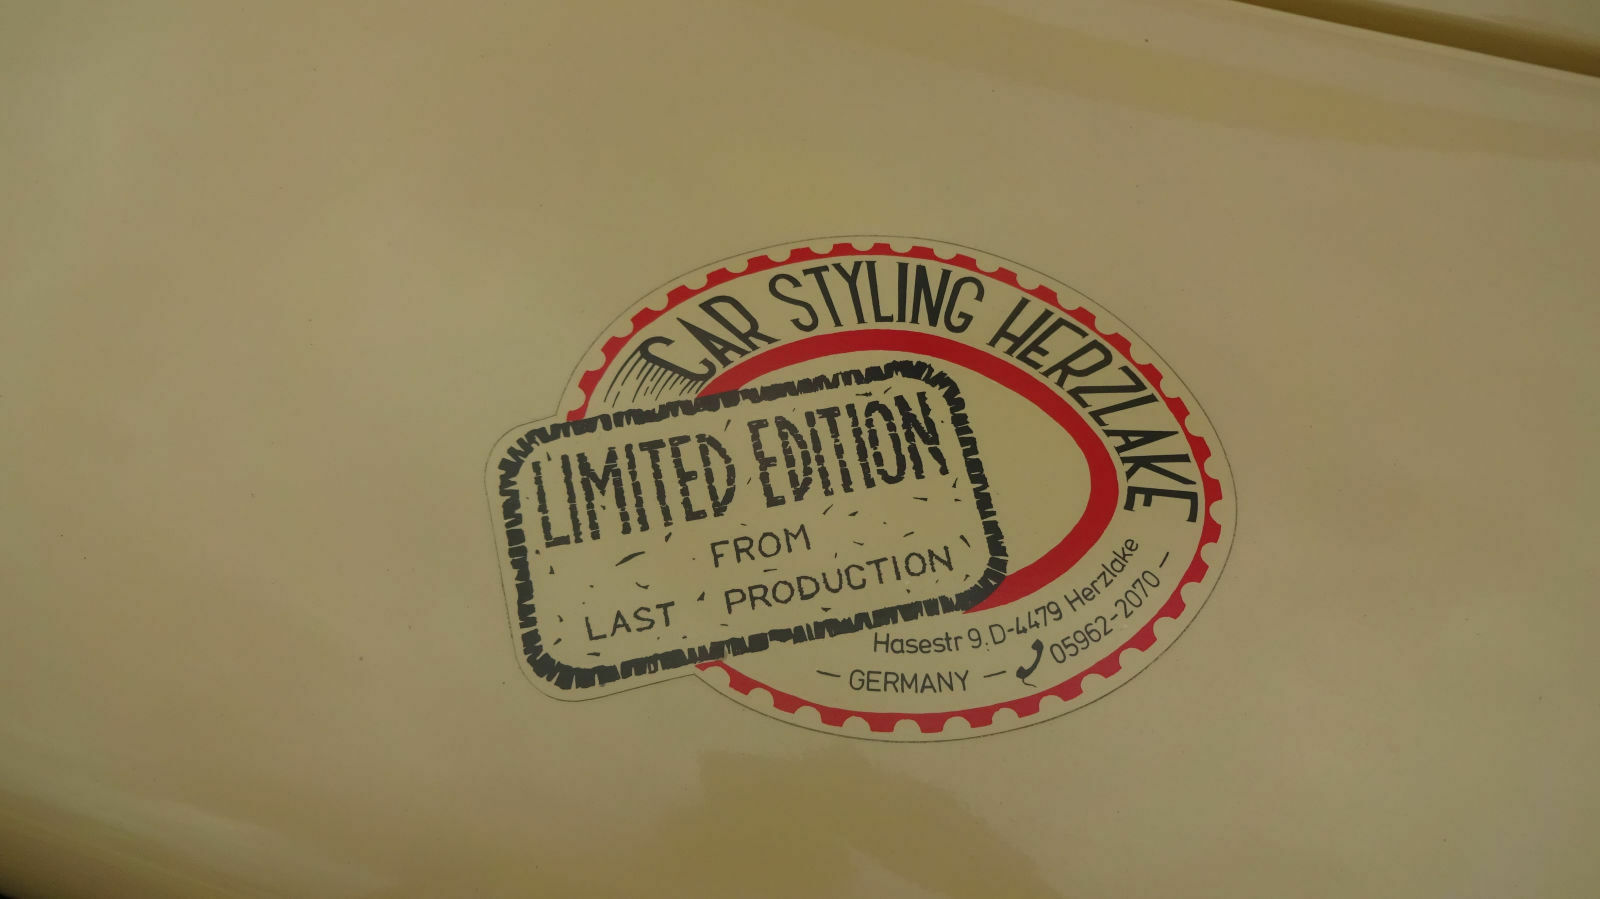 CAR STYLING HERZLAKE
LIMITED EDITION
FROM
LAST PRODUCTION
Hasestr 9. D-4479 Herzlake
05962-2070 —
— GERMANY —